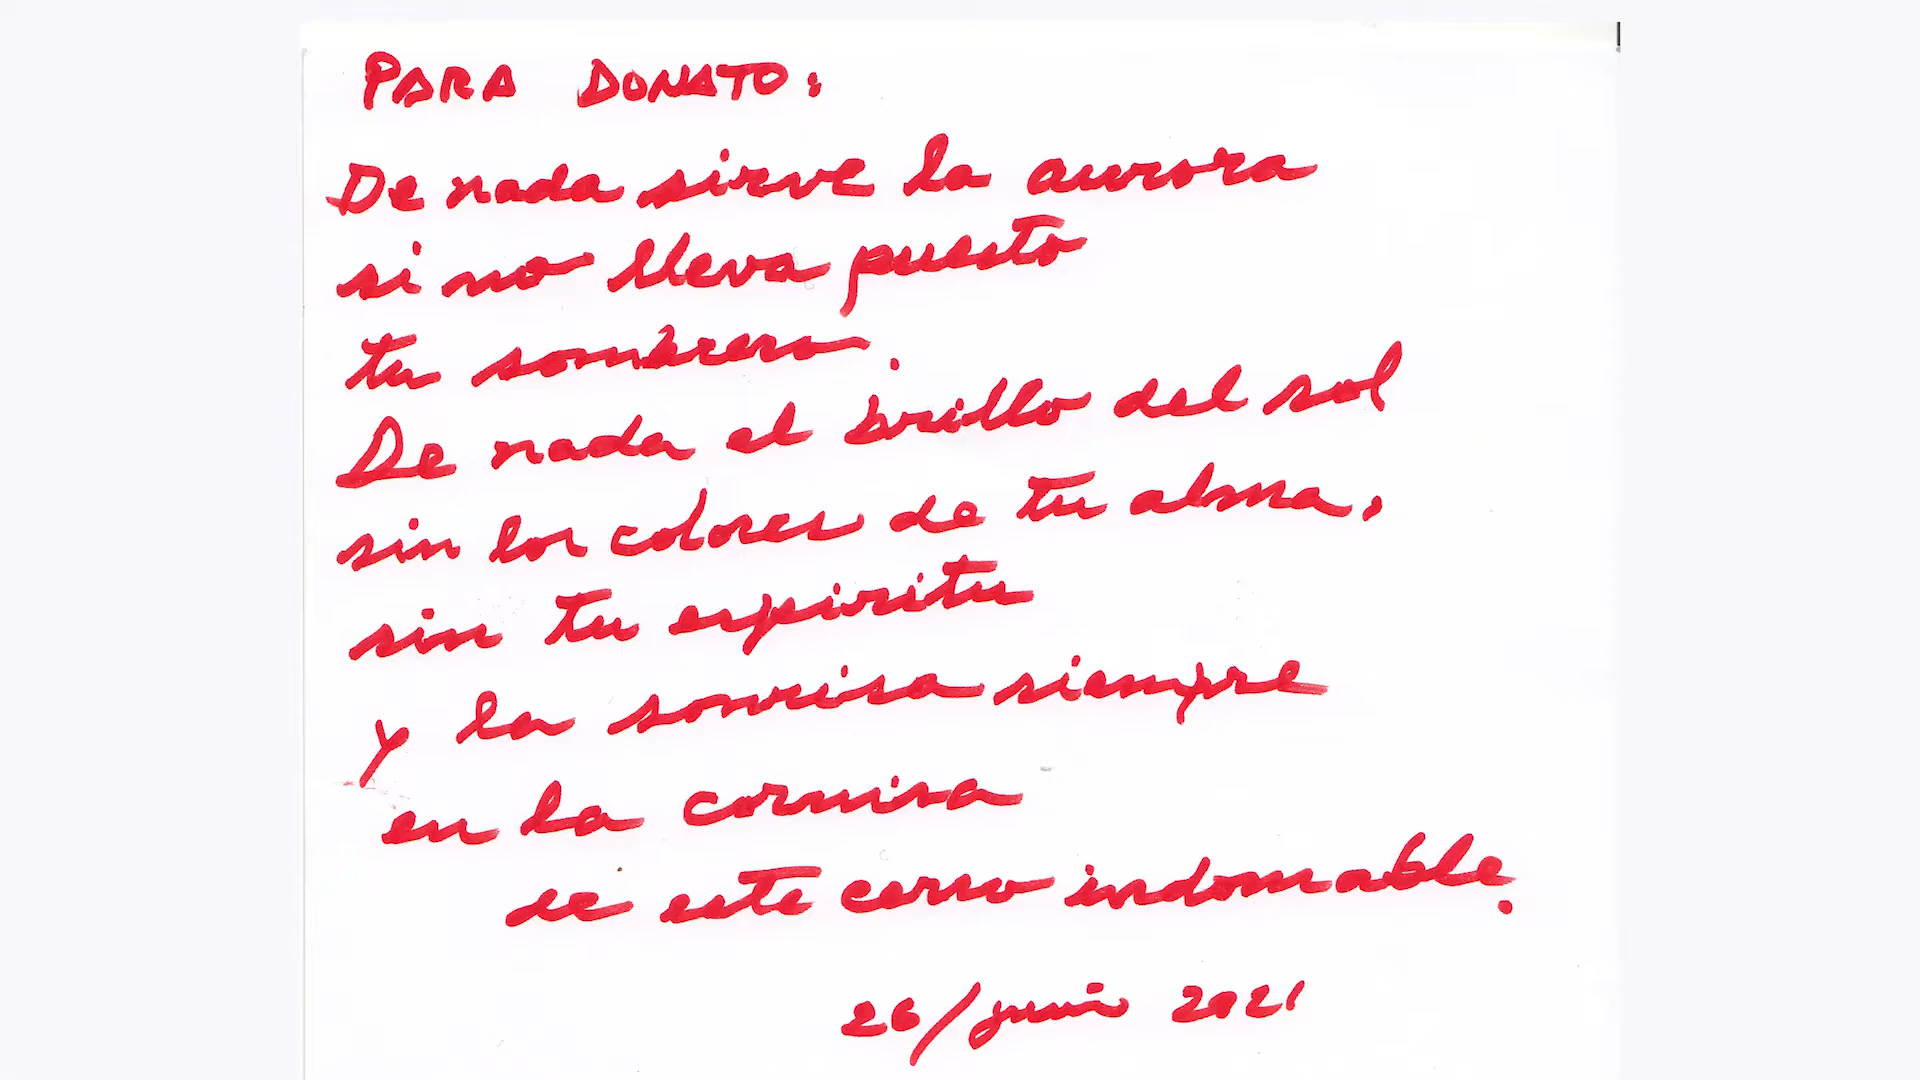 PARA DONATO:
De nada sirve la aurora
si no lleva puesto
tu sombrero.
De nada el brillo del sol
sin los colores de tu alma,
sin tu espiritu
y la sonrisa siempre
en la cornisa
de este cerro indomable.
26/junio 2021